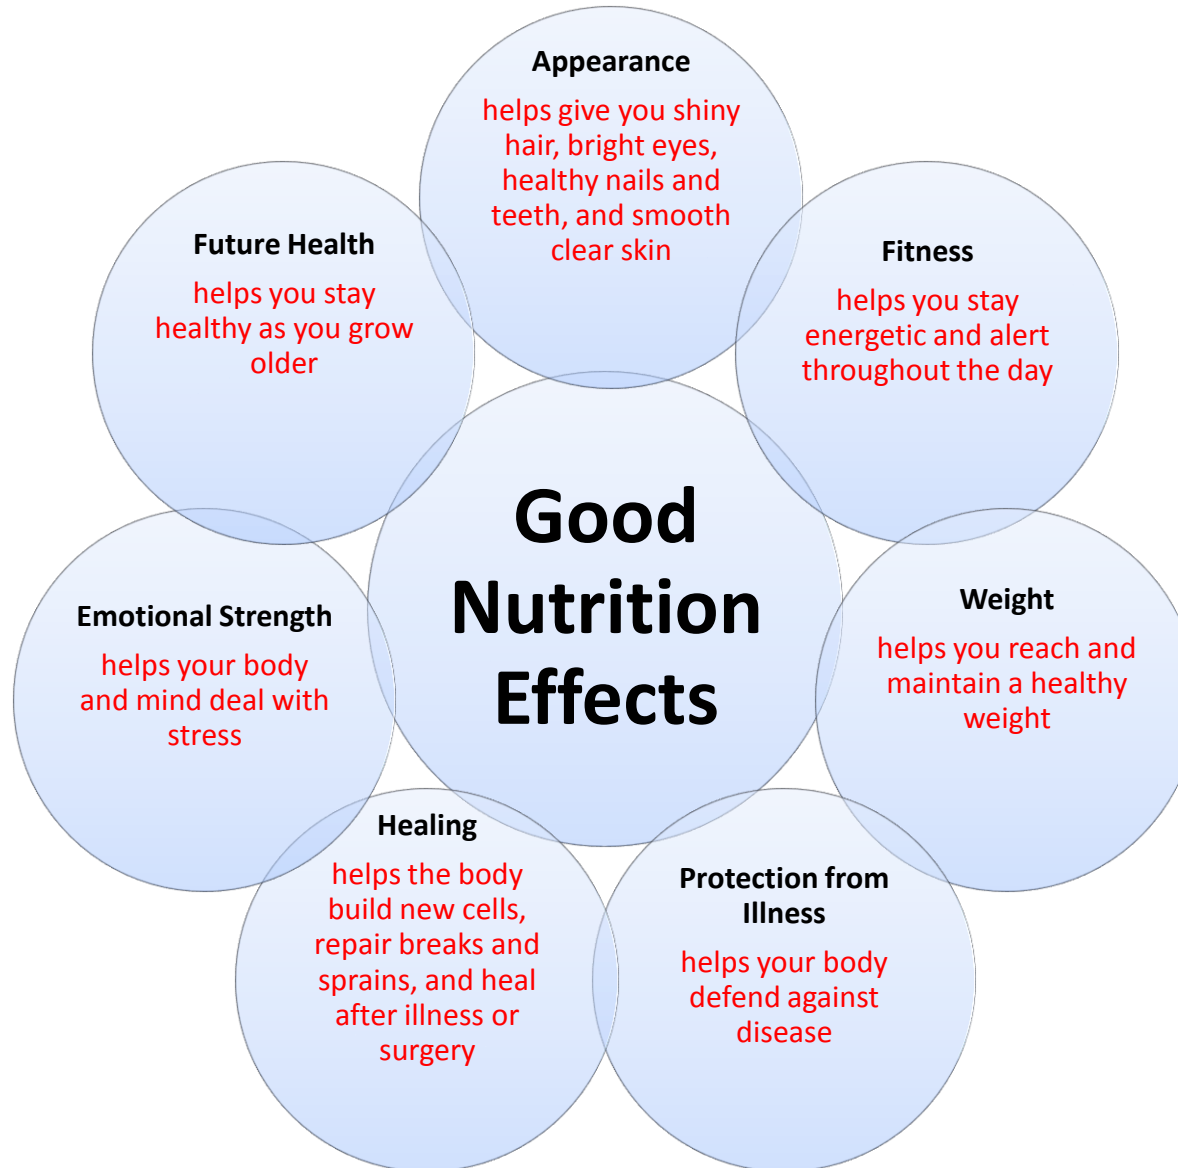 Appearance
helps give you shiny
hair, bright eyes,
healthy nails and
teeth, and smooth
clear skin
Fitness
helps you stay
energetic and alert
throughout the day
Weight
helps you reach and
maintain a healthy
weight
Protection from
Illness
helps your body
defend against
disease
Healing
helps the body
build new cells,
repair breaks and
sprains, and heal
after illness or
surgery
Emotional Strength
helps your body
and mind deal with
stress
Future Health
helps you stay
healthy as you grow
older
Good
Nutrition
Effects